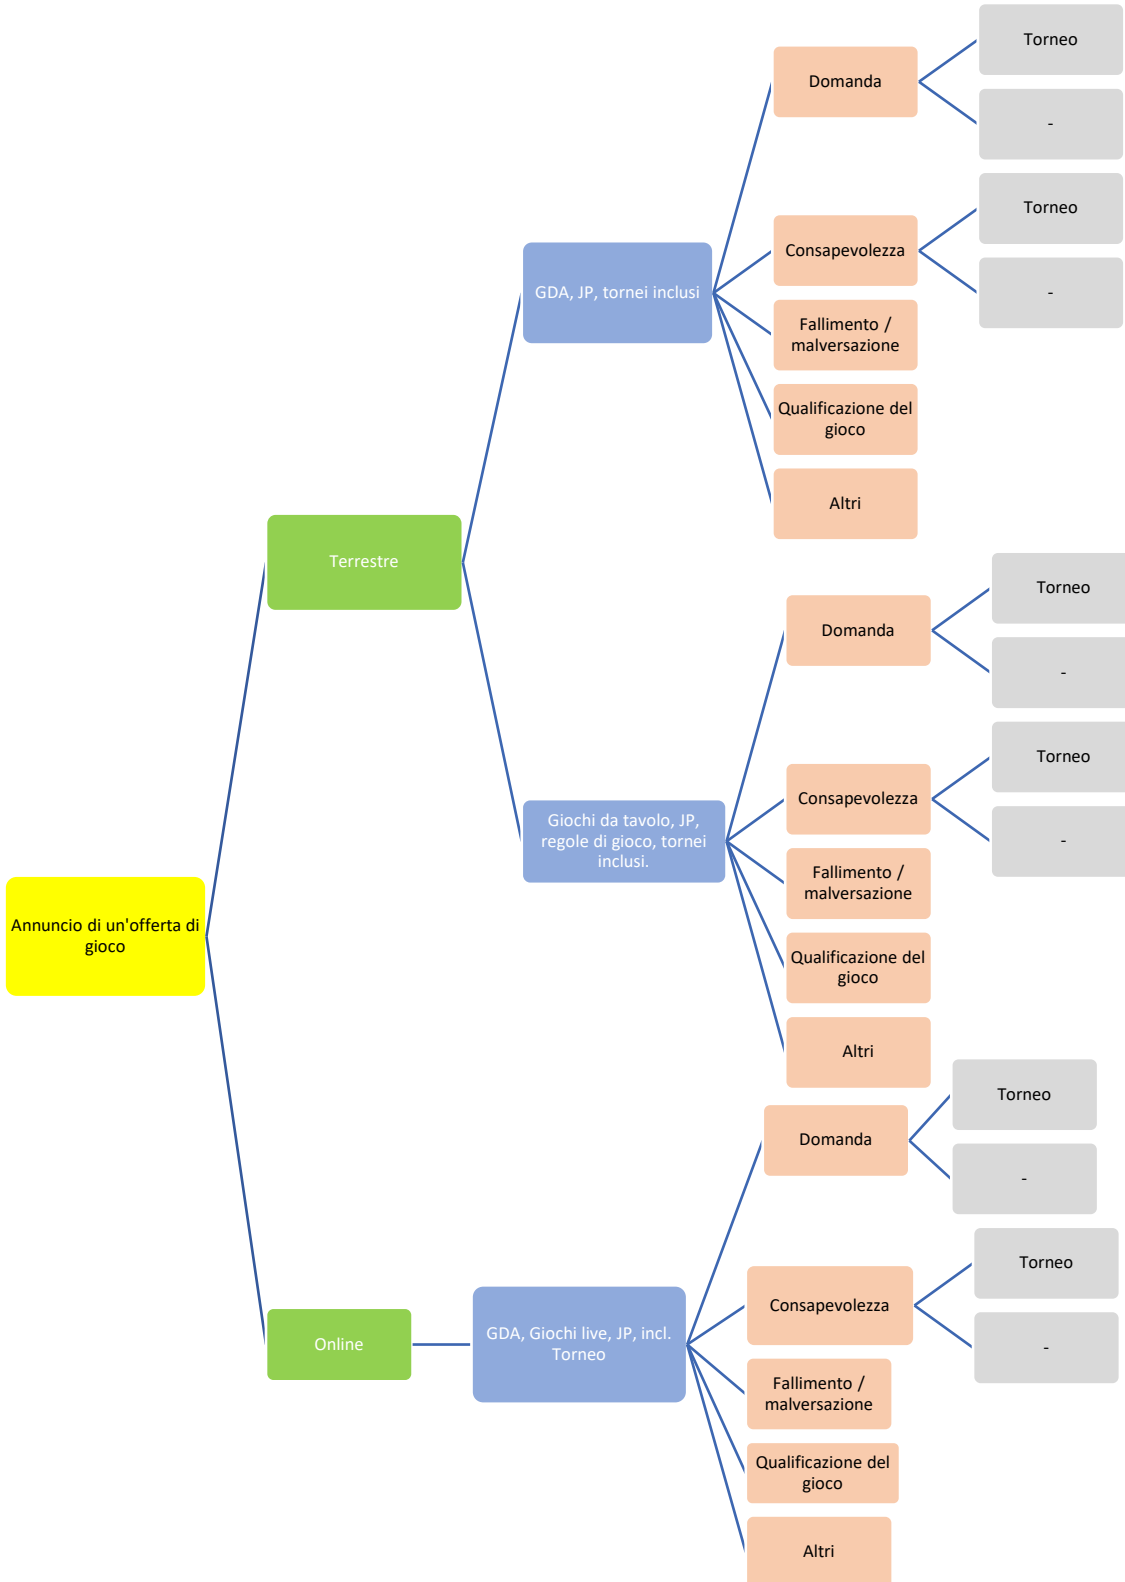 Torneo
Domanda
-
Torneo
Consapevolezza
-
GDA, JP, tornei inclusi
Fallimento /
malversazione
Qualificazione del
gioco
Altri
Terrestre
Torneo
Domanda
-
Torneo
Consapevolezza
-
Giochi da tavolo, JP,
regole di gioco, tornei
inclusi.
Fallimento /
malversazione
Annuncio di un'offerta di
gioco
Qualificazione del
gioco
Altri
Torneo
Domanda
-
Torneo
Consapevolezza
-
Online
GDA, Giochi live, JP, incl.
Torneo
Fallimento /
malversazione
Qualificazione del
gioco
Altri